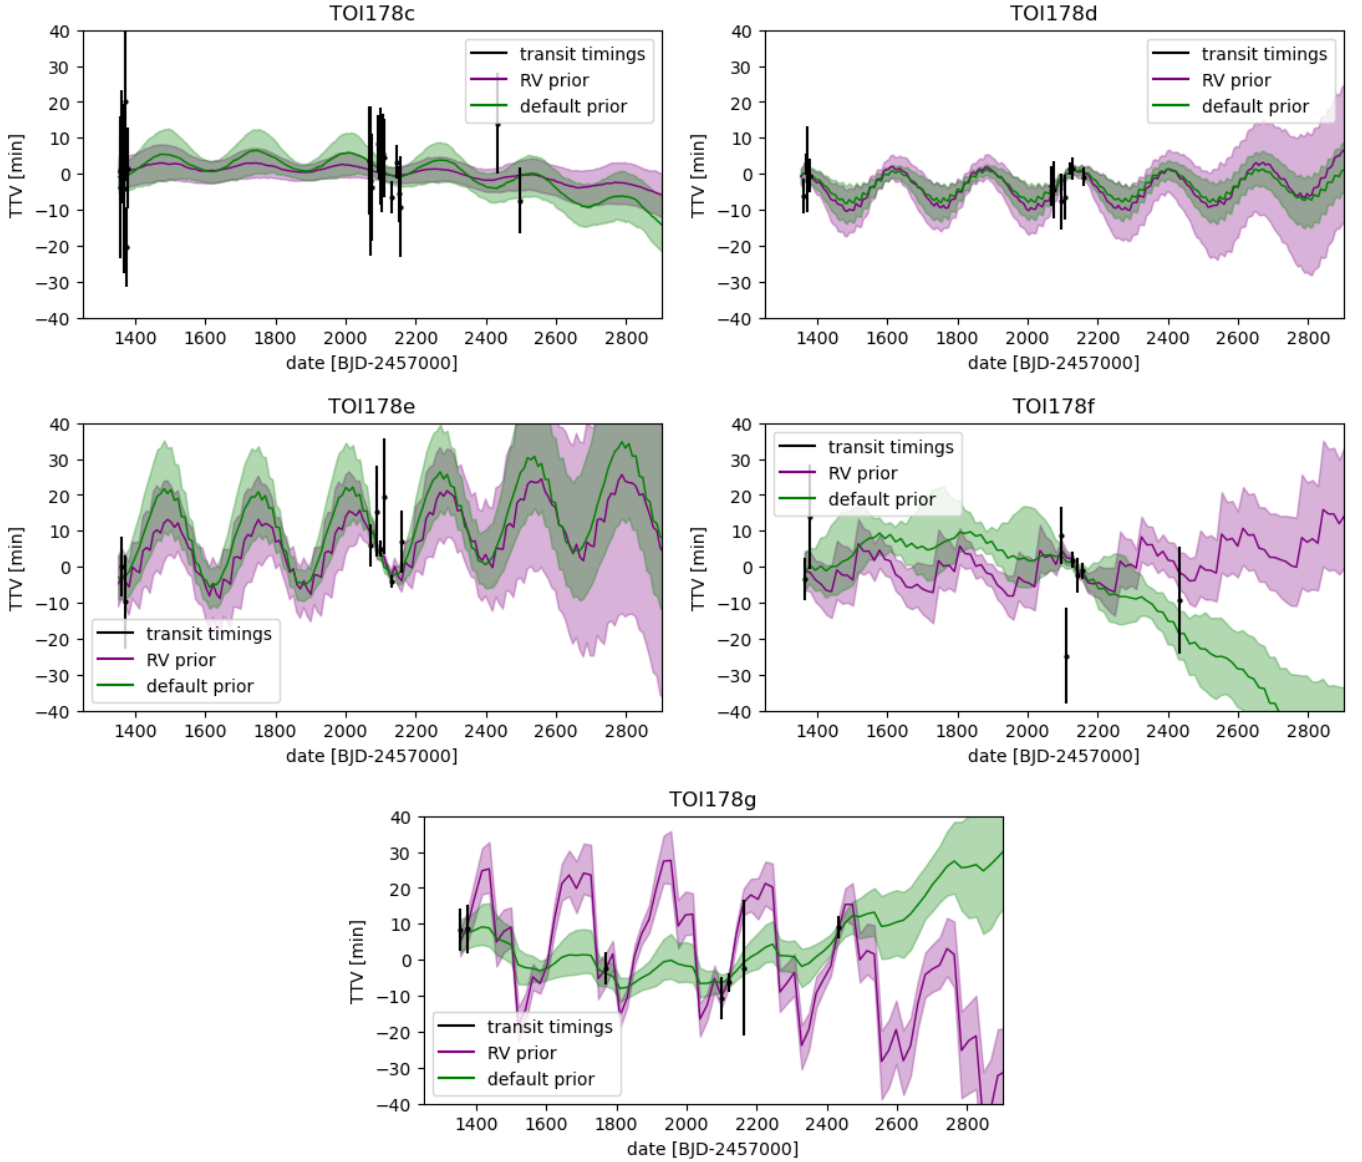 TOI178c
40
30
20
10
0
−10
−20
−30
−40
TTV [min]
transit timings
RV prior
default prior
1400 1600 1800 2000 2200 2400 2600 2800
date [BJD-2457000]
TOI178d
40
30
20
10
0
−10
−20
−30
−40
TTV [min]
transit timings
RV prior
default prior
1400 1600 1800 2000 2200 2400 2600 2800
date [BJD-2457000]
TOI178e
40
30
20
10
0
−10
−20
−30
−40
TTV [min]
transit timings
RV prior
default prior
1400 1600 1800 2000 2200 2400 2600 2800
date [BJD-2457000]
TOI178f
40
30
20
10
0
−10
−20
−30
−40
TTV [min]
transit timings
RV prior
default prior
1400 1600 1800 2000 2200 2400 2600 2800
date [BJD-2457000]
TOI178g
40
30
20
10
0
−10
−20
−30
−40
TTV [min]
transit timings
RV prior
default prior
1400 1600 1800 2000 2200 2400 2600 2800
date [BJD-2457000]